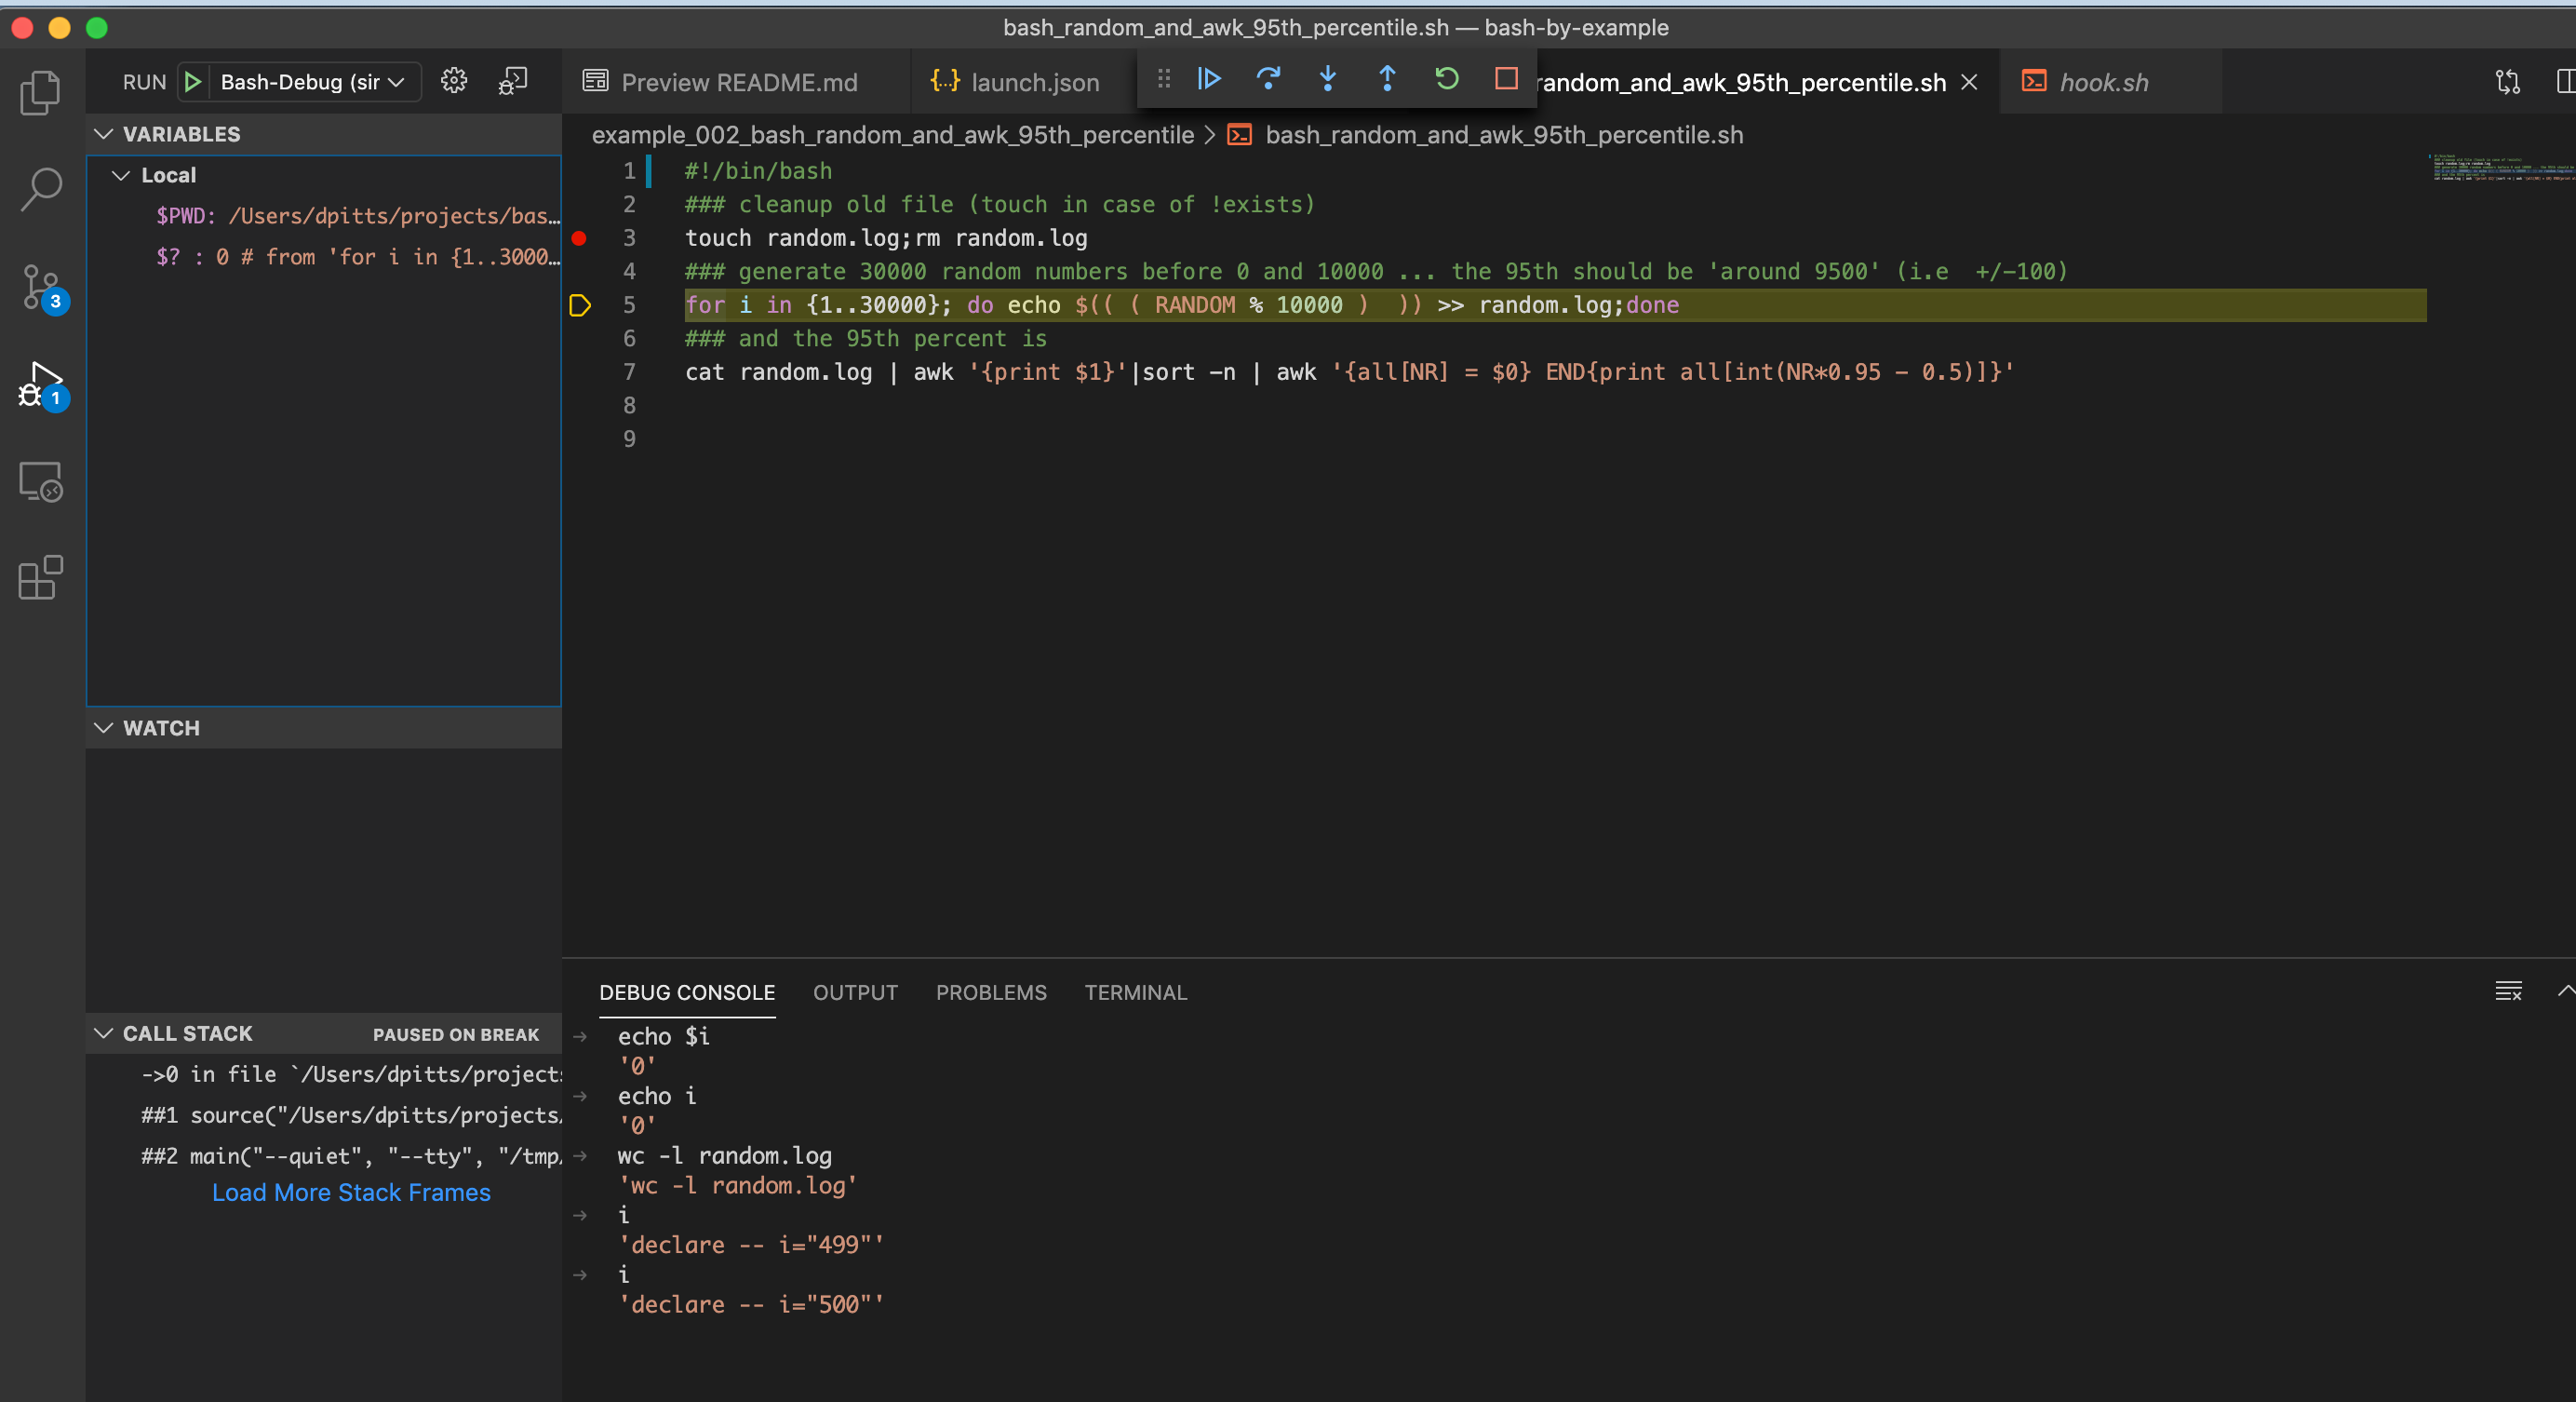 bash_random_and_awk_95th_percentile.sh — bash-by-example
RUN Bash-Debug (sir
Preview README.md
{..} launch.json
random_and_awk_95th_percentile.sh
hook.sh
VARIABLES
Local
$PWD: /Users/dpitts/projects/bas…
$? : 0 # from 'for i in {1..3000…
3
1
example_002_bash_random_and_awk_95th_percentile > bash_random_and_awk_95th_percentile.sh
1 #!/bin/bash
2 ### cleanup old file (touch in case of !exists)
3 touch random.log;rm random.log
4 ### generate 30000 random numbers before 0 and 10000 ... the 95th should be 'around 9500' (i.e  +/-100)
5 for i in {1..30000}; do echo $(( ( RANDOM % 10000 )  )) >> random.log;done
6 ### and the 95th percent is
7 cat random.log | awk '{print $1}'|sort -n | awk '{all[NR] = $0} END{print all[int(NR*0.95 - 0.5)]}'
8
9
WATCH
CALL STACK PAUSED ON BREAK
->0 in file `/Users/dpitts/projects
##1 source("/Users/dpitts/projects/
##2 main("--quiet", "--tty", "/tmp/
Load More Stack Frames
DEBUG CONSOLE OUTPUT PROBLEMS TERMINAL
echo $i
'0'
echo i
'0'
wc -l random.log
'wc -l random.log'
i
'declare -- i="499"'
i
'declare -- i="500"'